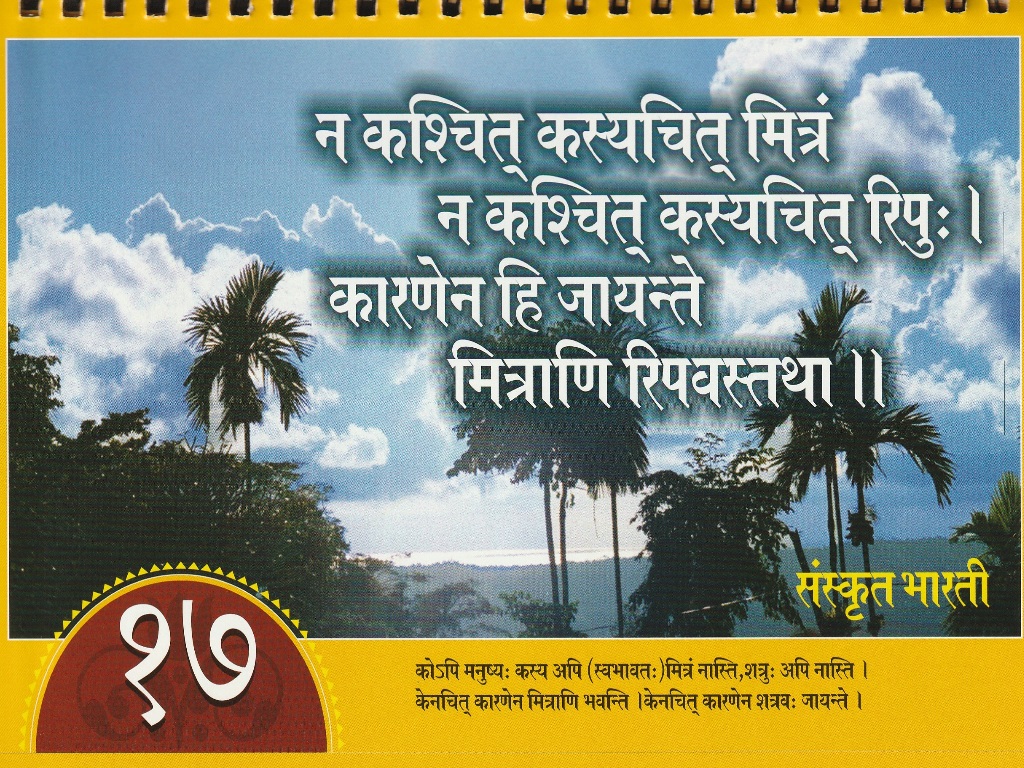 न कश्चित् कस्यचित् मित्रं
न कश्चित् कस्यचित् रिपुः ।
कारणेन हि जायन्ते
मित्राणि रिपवस्तथा ॥
संस्कृत भारती
१७
कोऽपि मनुष्यः कस्य अपि (स्वभावतः)मित्रं नास्ति,शत्रुः अपि नास्ति ।
केनचित् कारणेन मित्राणि भवन्ति ।केनचित् कारणेन शत्रवः जायन्ते ।